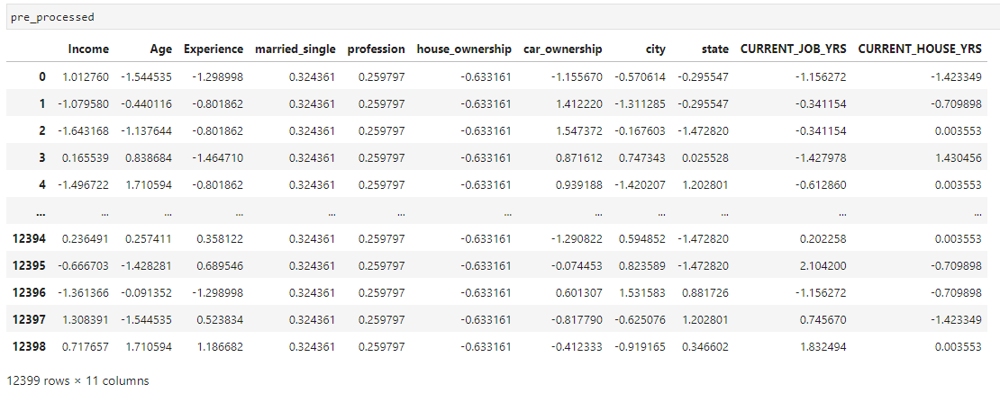 pre_processed
Income Age Experience married_single profession house_ownership car_ownership city state CURRENT_JOB_YRS CURRENT_HOUSE_YRS
0 1.012760 -1.544535 -1.298998 0.324361 0.259797 -0.633161 -1.155670 -0.570614 -0.295547 -1.156272 -1.423349
1 -1.079580 -0.440116 -0.801862 0.324361 0.259797 -0.633161 1.412220 -1.311285 -0.295547 -0.341154 -0.709898
2 -1.643168 -1.137644 -0.801862 0.324361 0.259797 -0.633161 1.547372 -0.167603 -1.472820 -0.341154 0.003553
3 0.165539 0.838684 -1.464710 0.324361 0.259797 -0.633161 0.871612 0.747343 0.025528 -1.427978 1.430456
4 -1.496722 1.710594 -0.801862 0.324361 0.259797 -0.633161 0.939188 -1.420207 1.202801 -0.612860 0.003553
... ... ... ... ... ... ... ... ... ... ... ...
12394 0.236491 0.257411 0.358122 0.324361 0.259797 -0.633161 -1.290822 0.594852 -1.472820 0.202258 0.003553
12395 -0.666703 -1.428281 0.689546 0.324361 0.259797 -0.633161 -0.074453 0.823589 -1.472820 2.104200 -0.709898
12396 -1.361366 -0.091352 -1.298998 0.324361 0.259797 -0.633161 0.601307 1.531583 0.881726 -1.156272 -0.709898
12397 1.308391 -1.544535 0.523834 0.324361 0.259797 -0.633161 -0.817790 -0.625076 1.202801 0.745670 -1.423349
12398 0.717657 1.710594 1.186682 0.324361 0.259797 -0.633161 -0.412333 -0.919165 0.346602 1.832494 0.003553
12399 rows × 11 columns